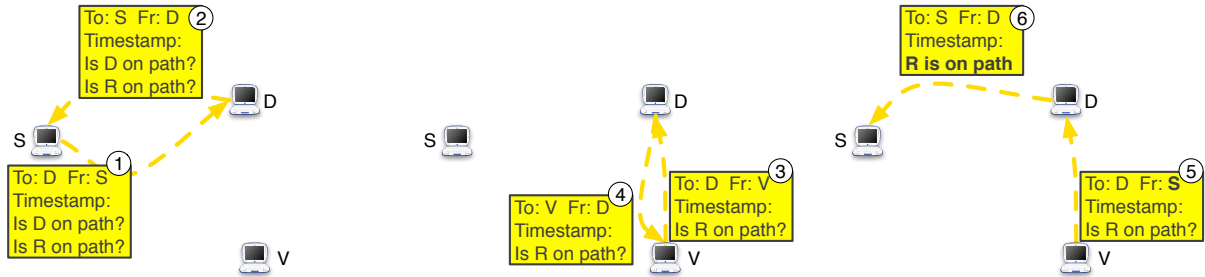 To: S Fr: D
2
Timestamp:
Is D on path?
Is R on path?
D
S
1
To: D Fr: S
Timestamp:
Is D on path?
Is R on path?
V
D
S
3
To: D Fr: V
Timestamp:
Is R on path?
4
To: V Fr: D
Timestamp:
Is R on path?
V
6
To: S Fr: D
Timestamp:
R is on path
D
S
5
To: D Fr: S
Timestamp:
Is R on path?
V